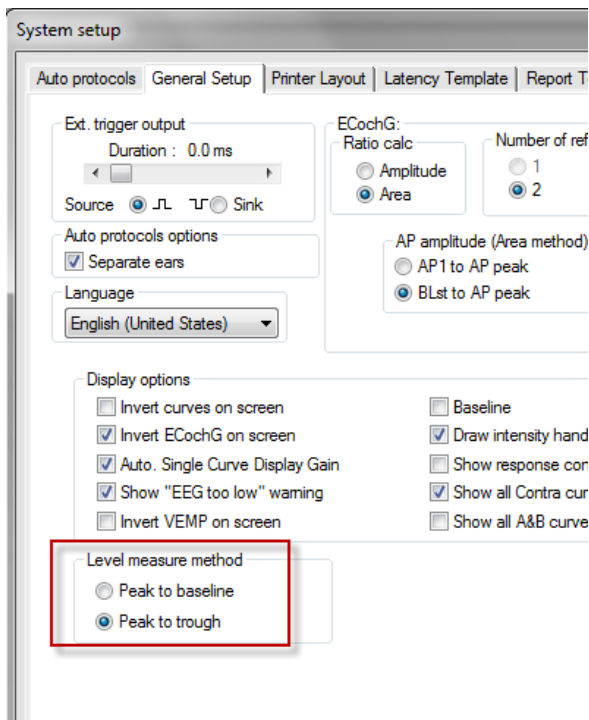 System setup
Auto protocols General Setup Printer Layout Latency Template Report T
Ext. trigger output
Duration : 0.0 ms
Source Sink
Auto protocols options
Separate ears
Language
English (United States)
ECochG:
Ratio calc
Amplitude
Area
Number of ref
1
2
AP amplitude (Area method)
AP1 to AP peak
BLst to AP peak
Display options
Invert curves on screen
Invert ECochG on screen
Auto. Single Curve Display Gain
Show "EEG too low" warning
Invert VEMP on screen
Baseline
Draw intensity hand
Show response con
Show all Contra cur
Show all A&B curve
Level measure method
Peak to baseline
Peak to trough